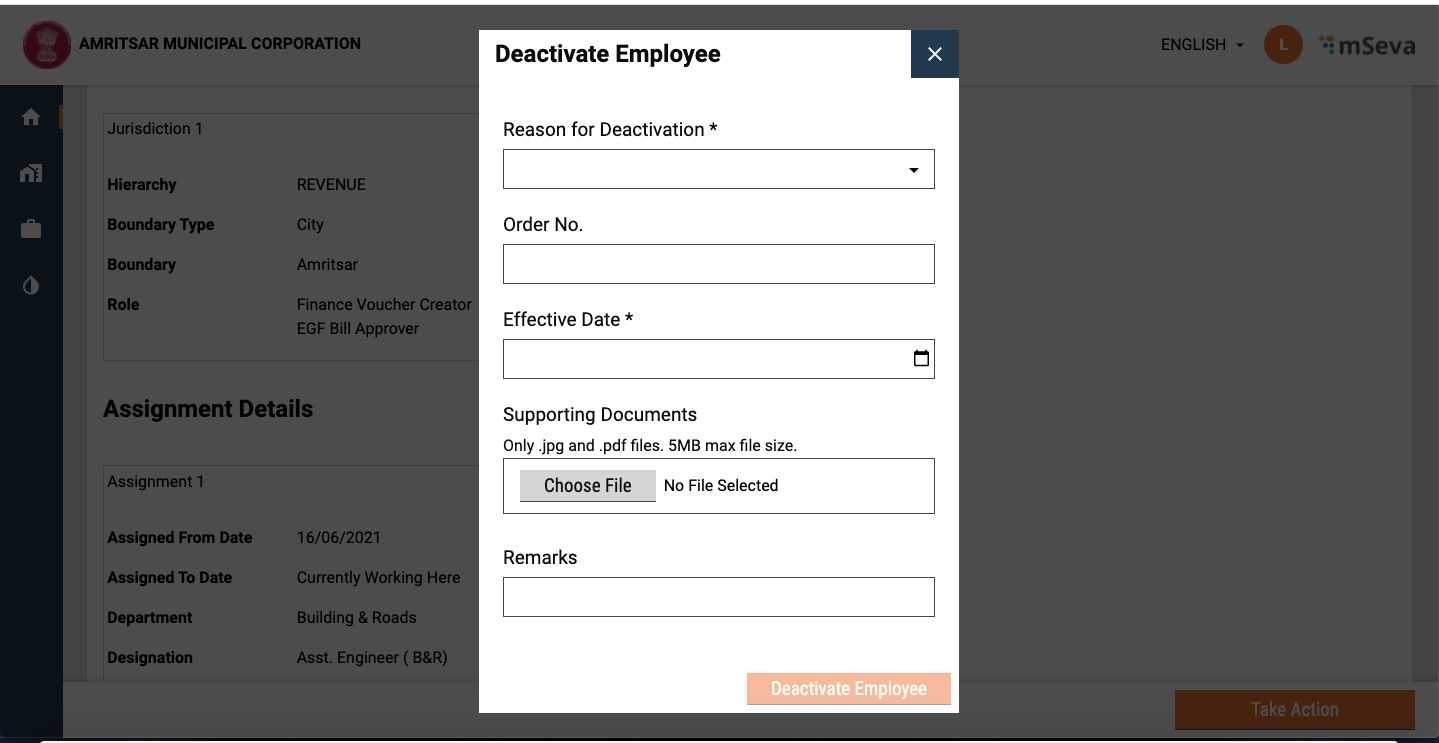 AMRITSAR MUNICIPAL CORPORATION
ENGLISH
L
mSeva
Deactivate Employee
Reason for Deactivation *
Order No.
Effective Date *
Supporting Documents
Only .jpg and .pdf files. 5MB max file size.
Choose File No File Selected
Remarks
Deactivate Employee
Jurisdiction 1
Hierarchy REVENUE
Boundary Type City
Boundary Amritsar
Role Finance Voucher Creator
EGF Bill Approver
Assignment Details
Assignment 1
Assigned From Date 16/06/2021
Assigned To Date Currently Working Here
Department Building & Roads
Designation Asst. Engineer ( B&R)
Take Action